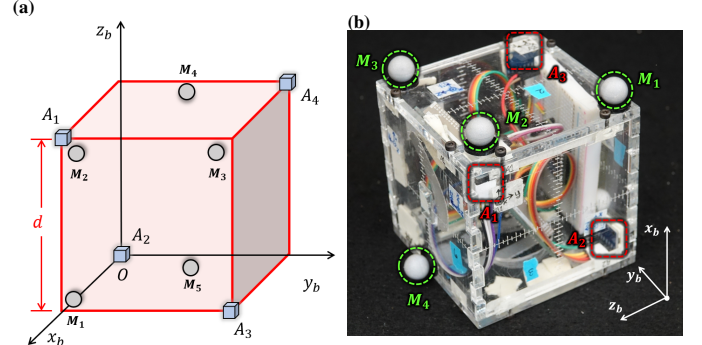 (a)
z_b
M_4
A_4
A_1
M_2
M_3
d
A_2
O
y_b
M_5
M_1
A_3
x_b
(b)
M_3
A_3
M_1
M_2
A_1
A_2
M_4
x_b
y_b
z_b